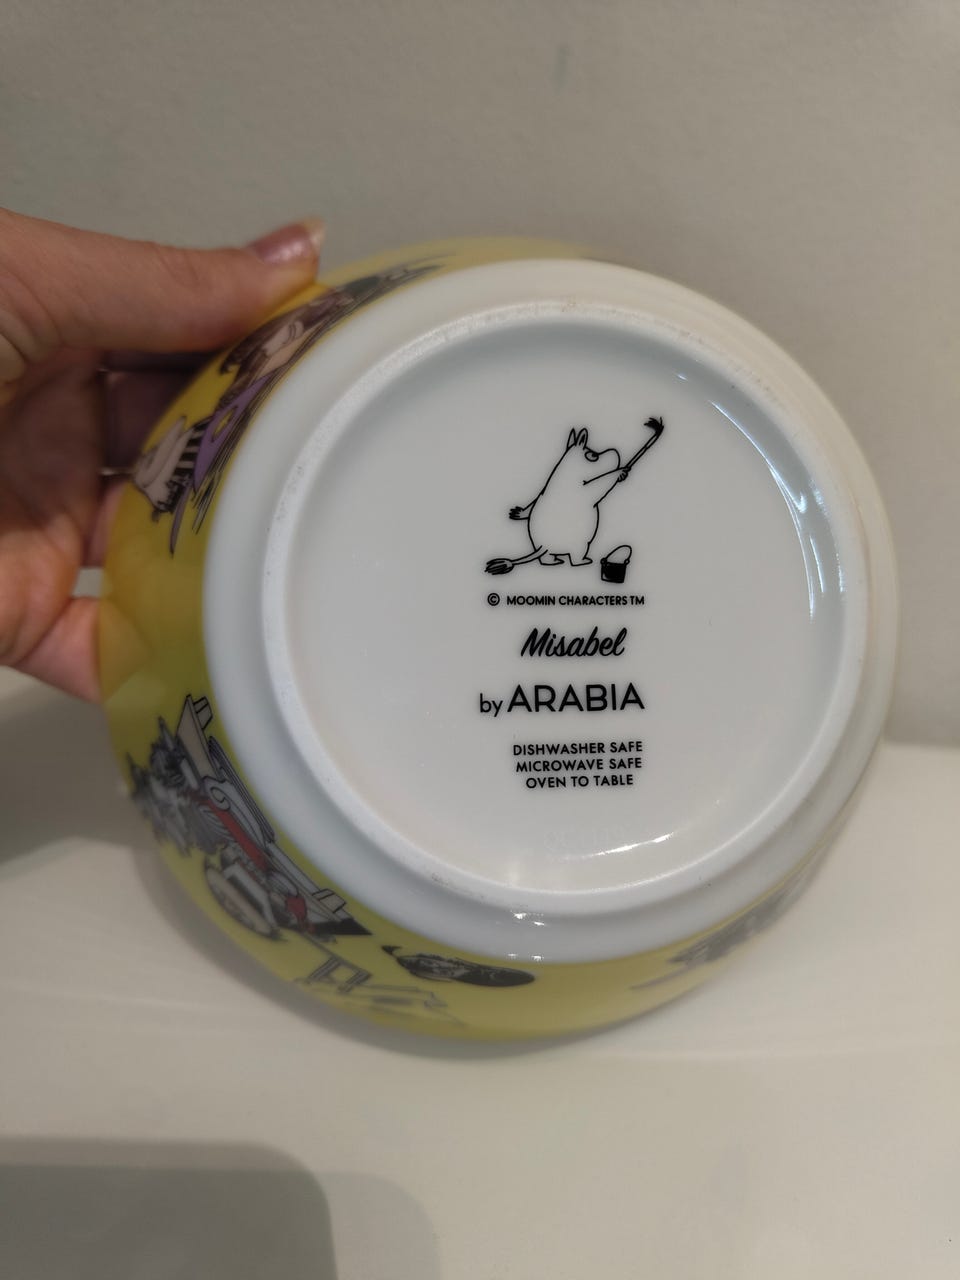 © MOOMIN CHARACTERS TM
Misabel
by ARABIA
DISHWASHER SAFE
MICROWAVE SAFE
OVEN TO TABLE